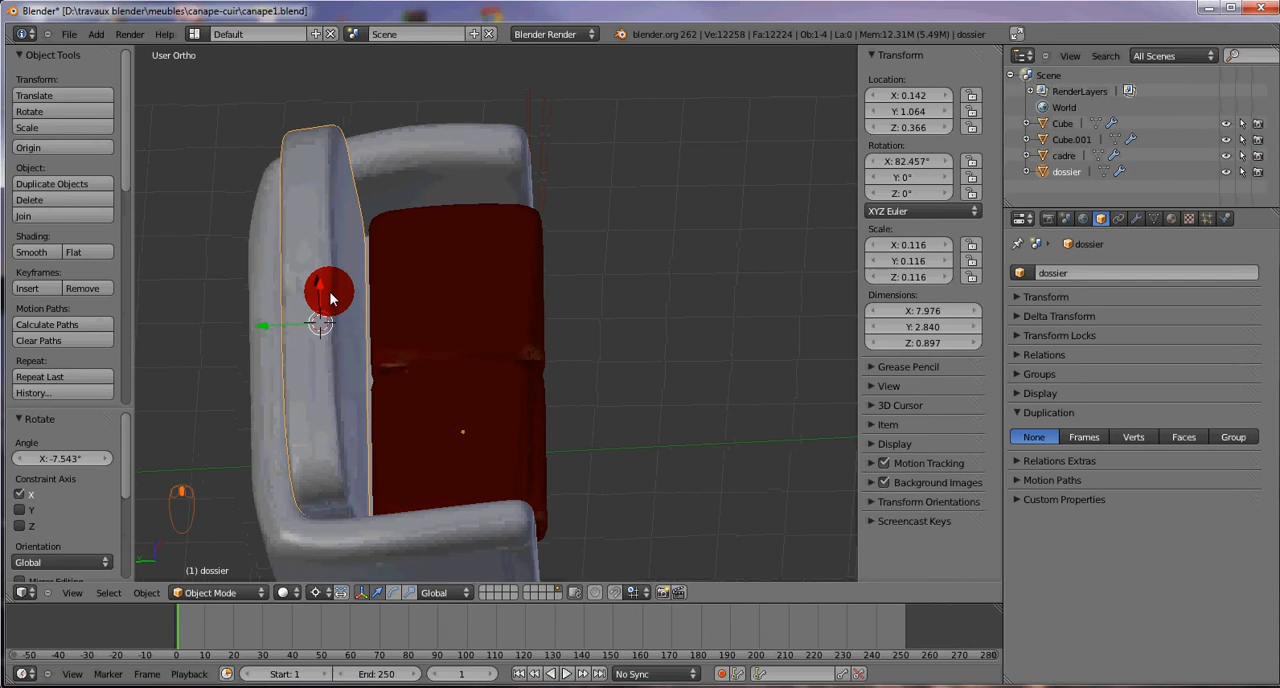 Blender* [D:\travaux blender\meubles\canape-cuir\canape1.blend]
File Add Render Help Default Scene Blender Render blender.org 262 | Ve:12258 | Fa:12224 | Ob:1-4 | La:0 | Mem:12.31M (5.49M) | dossier
Object Tools
Transform:
Translate
Rotate
Scale
Origin
Object:
Duplicate Objects
Delete
Join
Shading:
Smooth Flat
Keyframes:
Insert Remove
Motion Paths:
Calculate Paths
Clear Paths
Repeat:
Repeat Last
History...
Rotate
Angle
X: -7.543°
Constraint Axis
X
Y
Z
Orientation
Global
User Ortho
(1) dossier
Transform
Location:
X: 0.142
Y: 1.064
Z: 0.366
Rotation:
X: 82.457°
Y: 0°
Z: 0°
XYZ Euler
Scale:
X: 0.116
Y: 0.116
Z: 0.116
Dimensions:
X: 7.976
Y: 2.840
Z: 0.897
Grease Pencil
View
3D Cursor
Item
Display
Motion Tracking
Background Images
Transform Orientations
Screencast Keys
View Search All Scenes
Scene
RenderLayers |
World
Cube |
Cube.001 |
cadre |
dossier |
dossier
dossier
Transform
Delta Transform
Transform Locks
Relations
Groups
Display
Duplication
None Frames Verts Faces Group
Relations Extras
Motion Paths
Custom Properties
View Select Object Object Mode Global
-50 -40 -30 -20 -10 0 10 20 30 40 50 60 70 80 90 100 110 120 130 140 150 160 170 180 190 200 210 220 230 240 250 260 270 280
View Marker Frame Playback Start: 1 End: 250 1 No Sync